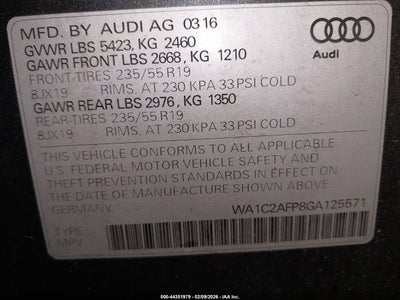 MFD. BY AUDI AG 03 16
GVWR LBS 5423, KG 2460
GAWR FRONT LBS 2668, KG 1210
FRONT-TIRES 235/55 R19
8JX19 RIMS, AT 230 KPA 33 PSI COLD
GAWR REAR LBS 2976, KG 1350
REAR-TIRES 235/55 R19
8JX19 RIMS, AT 230 KPA 33 PSI COLD
Audi
THIS VEHICLE CONFORMS TO ALL APPLICABLE
U.S. FEDERAL MOTOR VEHICLE SAFETY AND
THEFT PREVENTION STANDARDS IN EFFECT ON
THE DATE OF MANUFACTURE SHOWN ABOVE.
GERMANY WA1C2AFP8GA125571
TYPE:
MPV
000-44351979 - 02/09/2026 - IAA Inc.